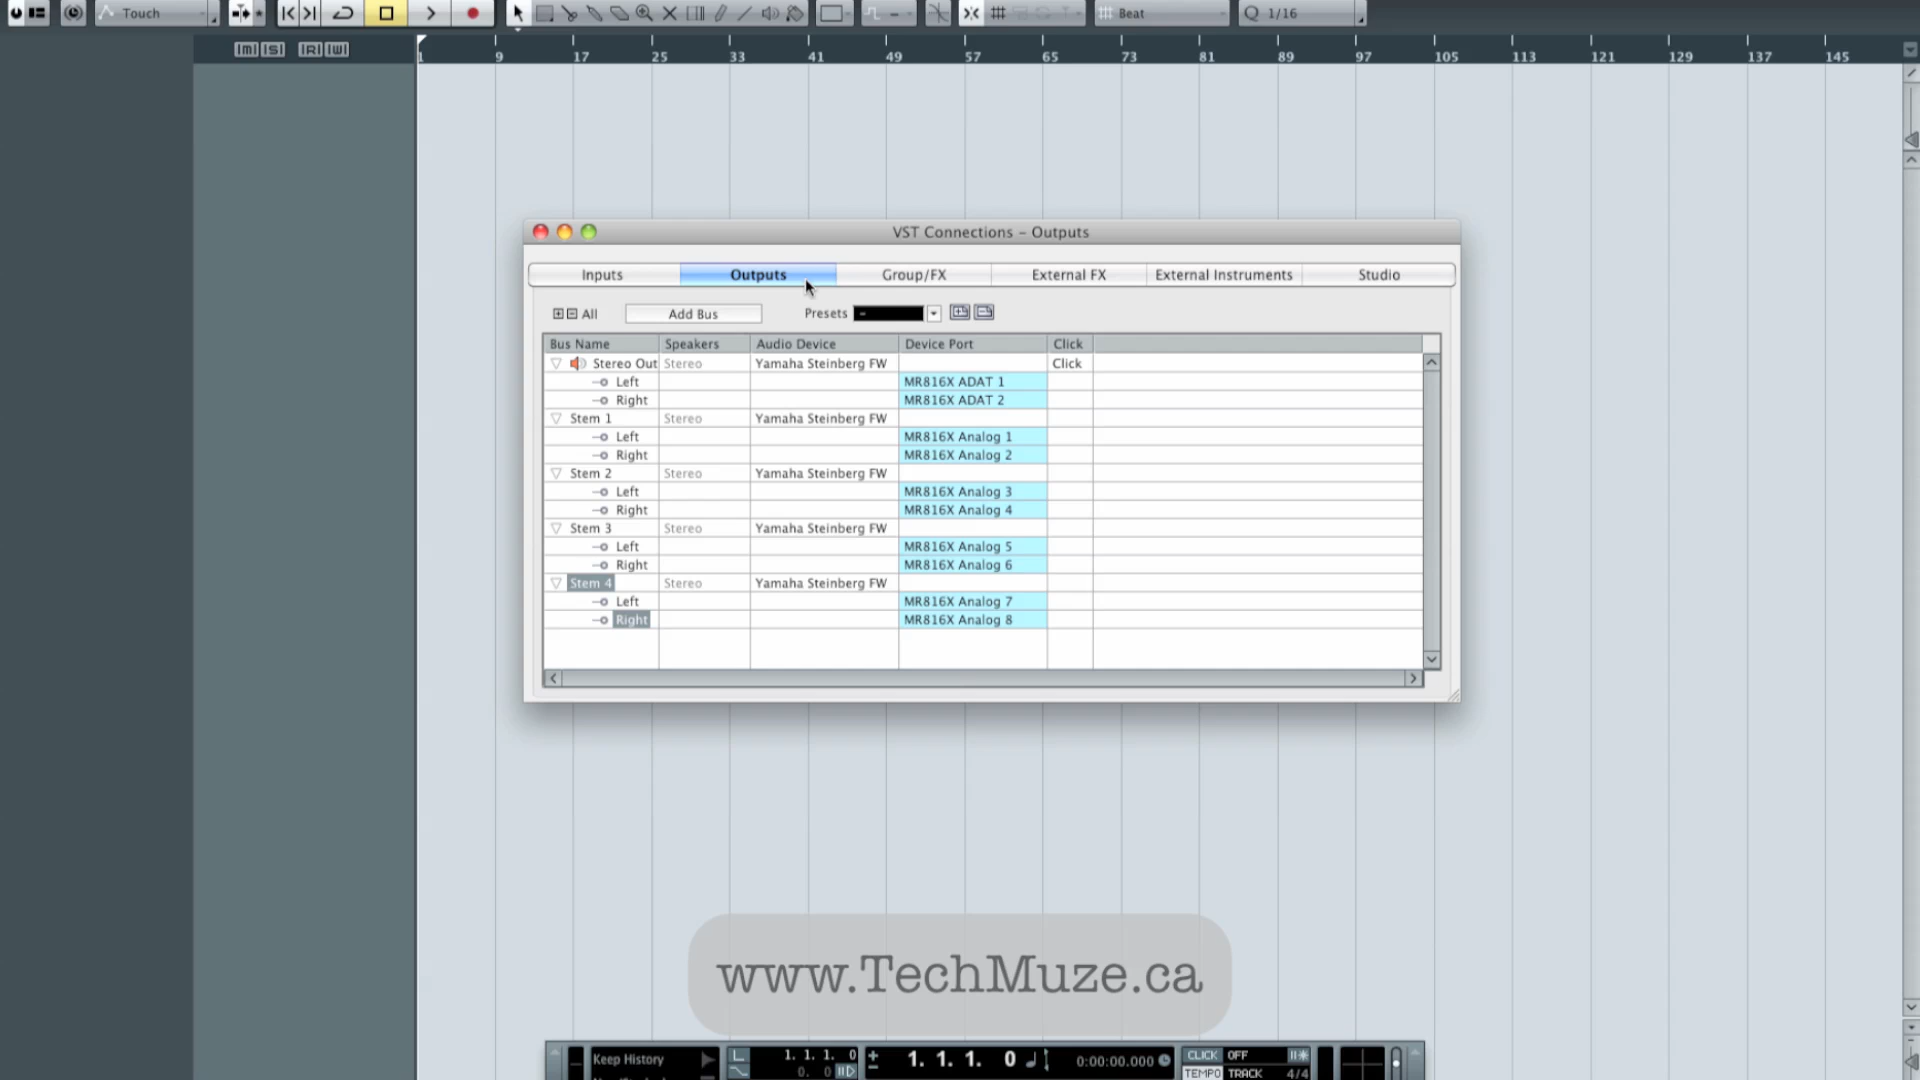 Touch
Beat
1/16
M S R W
1 9 17 25 33 41 49 57 65 73 81 89 97 105 113 121 129 137 145
VST Connections – Outputs
Inputs Outputs Group/FX External FX External Instruments Studio
All Add Bus Presets -
Bus Name Speakers Audio Device Device Port Click
Stereo Out Stereo Yamaha Steinberg FW Click
Left MR816X ADAT 1
Right MR816X ADAT 2
Stem 1 Stereo Yamaha Steinberg FW
Left MR816X Analog 1
Right MR816X Analog 2
Stem 2 Stereo Yamaha Steinberg FW
Left MR816X Analog 3
Right MR816X Analog 4
Stem 3 Stereo Yamaha Steinberg FW
Left MR816X Analog 5
Right MR816X Analog 6
Stem 4 Stereo Yamaha Steinberg FW
Left MR816X Analog 7
Right MR816X Analog 8
www.TechMuze.ca
Keep History L 1. 1. 1. 0 1. 1. 1. 0 0:00:00.000 CLICK OFF
0. 0 TEMPO TRACK 4/4